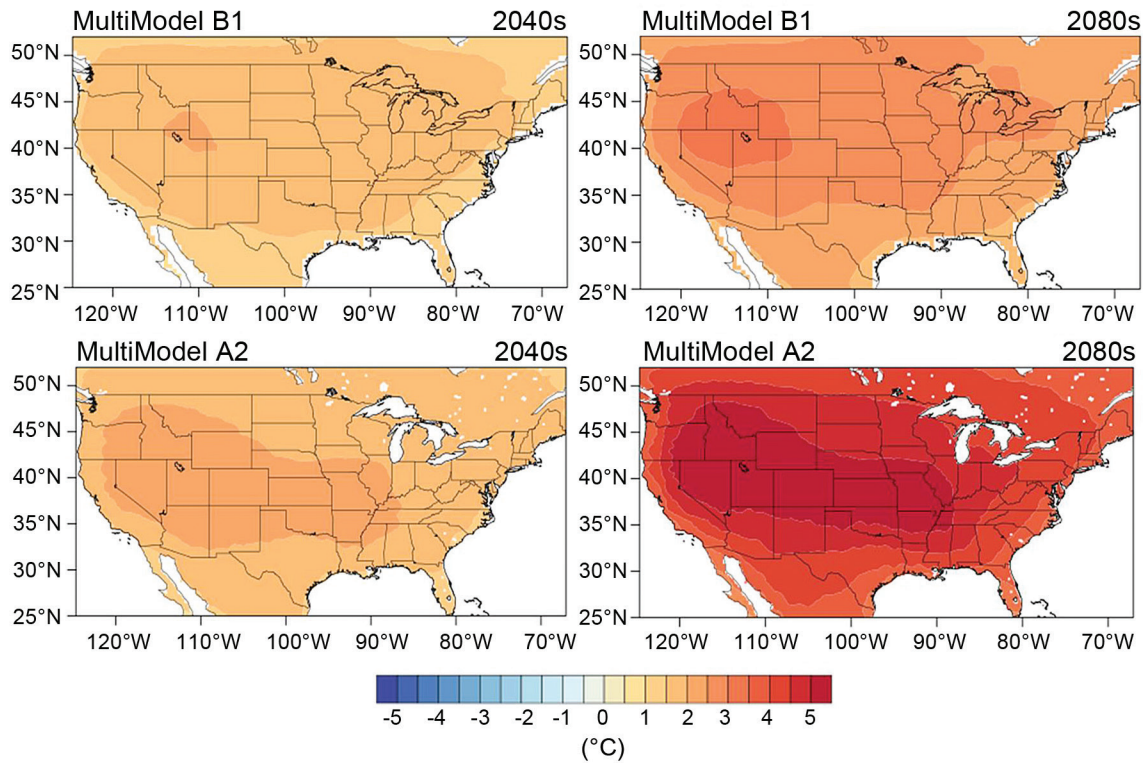 MultiModel B1 2040s
50°N
45°N
40°N
35°N
30°N
25°N
120°W 110°W 100°W 90°W 80°W 70°W
MultiModel B1 2080s
50°N
45°N
40°N
35°N
30°N
25°N
120°W 110°W 100°W 90°W 80°W 70°W
MultiModel A2 2040s
50°N
45°N
40°N
35°N
30°N
25°N
120°W 110°W 100°W 90°W 80°W 70°W
MultiModel A2 2080s
50°N
45°N
40°N
35°N
30°N
25°N
120°W 110°W 100°W 90°W 80°W 70°W
-5 -4 -3 -2 -1 0 1 2 3 4 5
(°C)